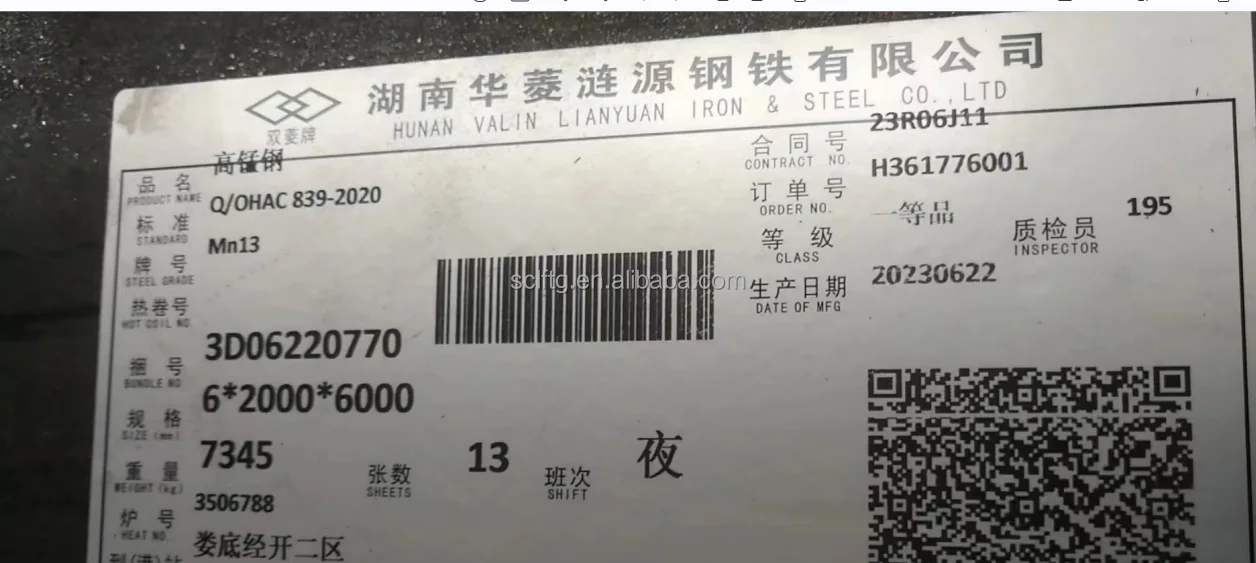 湖南华菱涟源钢铁有限公司
HUNAN VALIN LIANYUAN IRON & STEEL CO.,LTD
双菱牌
品名 高锰钢
PRODUCT NAME
标准 Q/OHAC 839-2020
STANDARD
牌号 Mn13
STEEL GRADE
热卷号
HOT COIL NO.
捆号 3D06220770
BUNDLE NO
规格 6*2000*6000
SIZE (mm)
重量 7345
WEIGHT (kg)
张数 13
SHEETS
班次 夜
SHIFT
炉号 3506788
HEAT NO.
娄底经开二区
合同号 23R06J11
CONTRACT NO.
订单号 H361776001
ORDER NO.
等级 一等品
CLASS
质检员 195
INSPECTOR
生产日期 20230622
DATE OF MFG
sclftg.en.alibaba.com